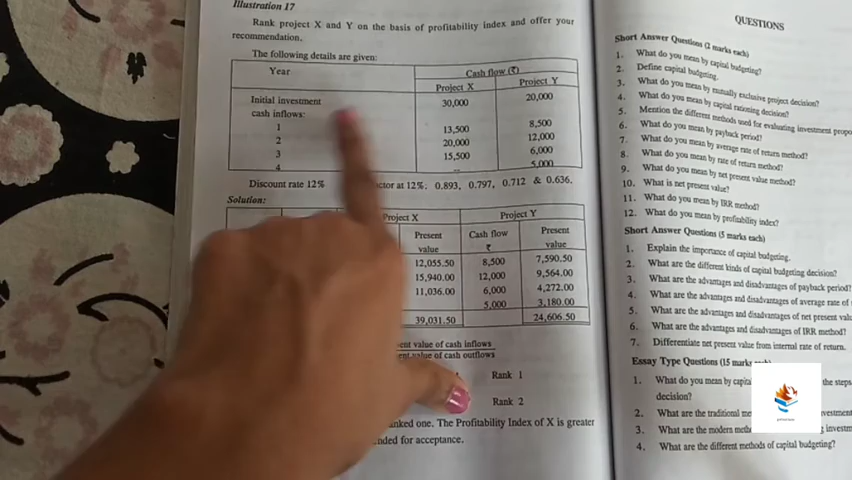 Illustration 17
Rank project X and Y on the basis of profitability index and offer your
recommendation.
The following details are given:
Year Cash flow (₹)
Project X Project Y
Initial investment 30,000 20,000
cash inflows:
1 13,500 8,500
2 20,000 12,000
3 15,500 6,000
4 -- 5,000
Discount rate 12% actor at 12%: 0.893, 0.797, 0.712 & 0.636.
Solution:
Project X Project Y
Present Cash flow Present
value ₹ value
12,055.50 8,500 7,590.50
15,940.00 12,000 9,564.00
11,036.00 6,000 4,272.00
5,000 3,180.00
39,031.50 24,606.50
ent value of cash inflows
ent value of cash outflows
Rank 1
Rank 2
anked one. The Profitability Index of X is greater
nded for acceptance.
QUESTIONS
Short Answer Questions (2 marks each)
1. What do you mean by capital budgeting?
2. Define capital budgeting.
3. What do you mean by mutually exclusive project decision?
4. What do you mean by capital rationing decision?
5. Mention the different methods used for evaluating investment propo
6. What do you mean by payback period?
7. What do you mean by average rate of return method?
8. What do you mean by rate of return method?
9. What do you mean by net present value method?
10. What is net present value?
11. What do you mean by IRR method?
12. What do you mean by profitability index?
Short Answer Questions (5 marks each)
1. Explain the importance of capital budgeting.
2. What are the different kinds of capital budgeting decision?
3. What are the advantages and disadvantages of payback period?
4. What are the advantages and disadvantages of average rate of
5. What are the advantages and disadvantages of net present valu
6. What are the advantages and disadvantages of IRR method?
7. Differentiate net present value from internal rate of return.
Essay Type Questions (15 marks each)
1. What do you mean by capita the steps
decision?
2. What are the traditional me investment
3. What are the modern metho g investm
4. What are the different methods of capital budgeting?